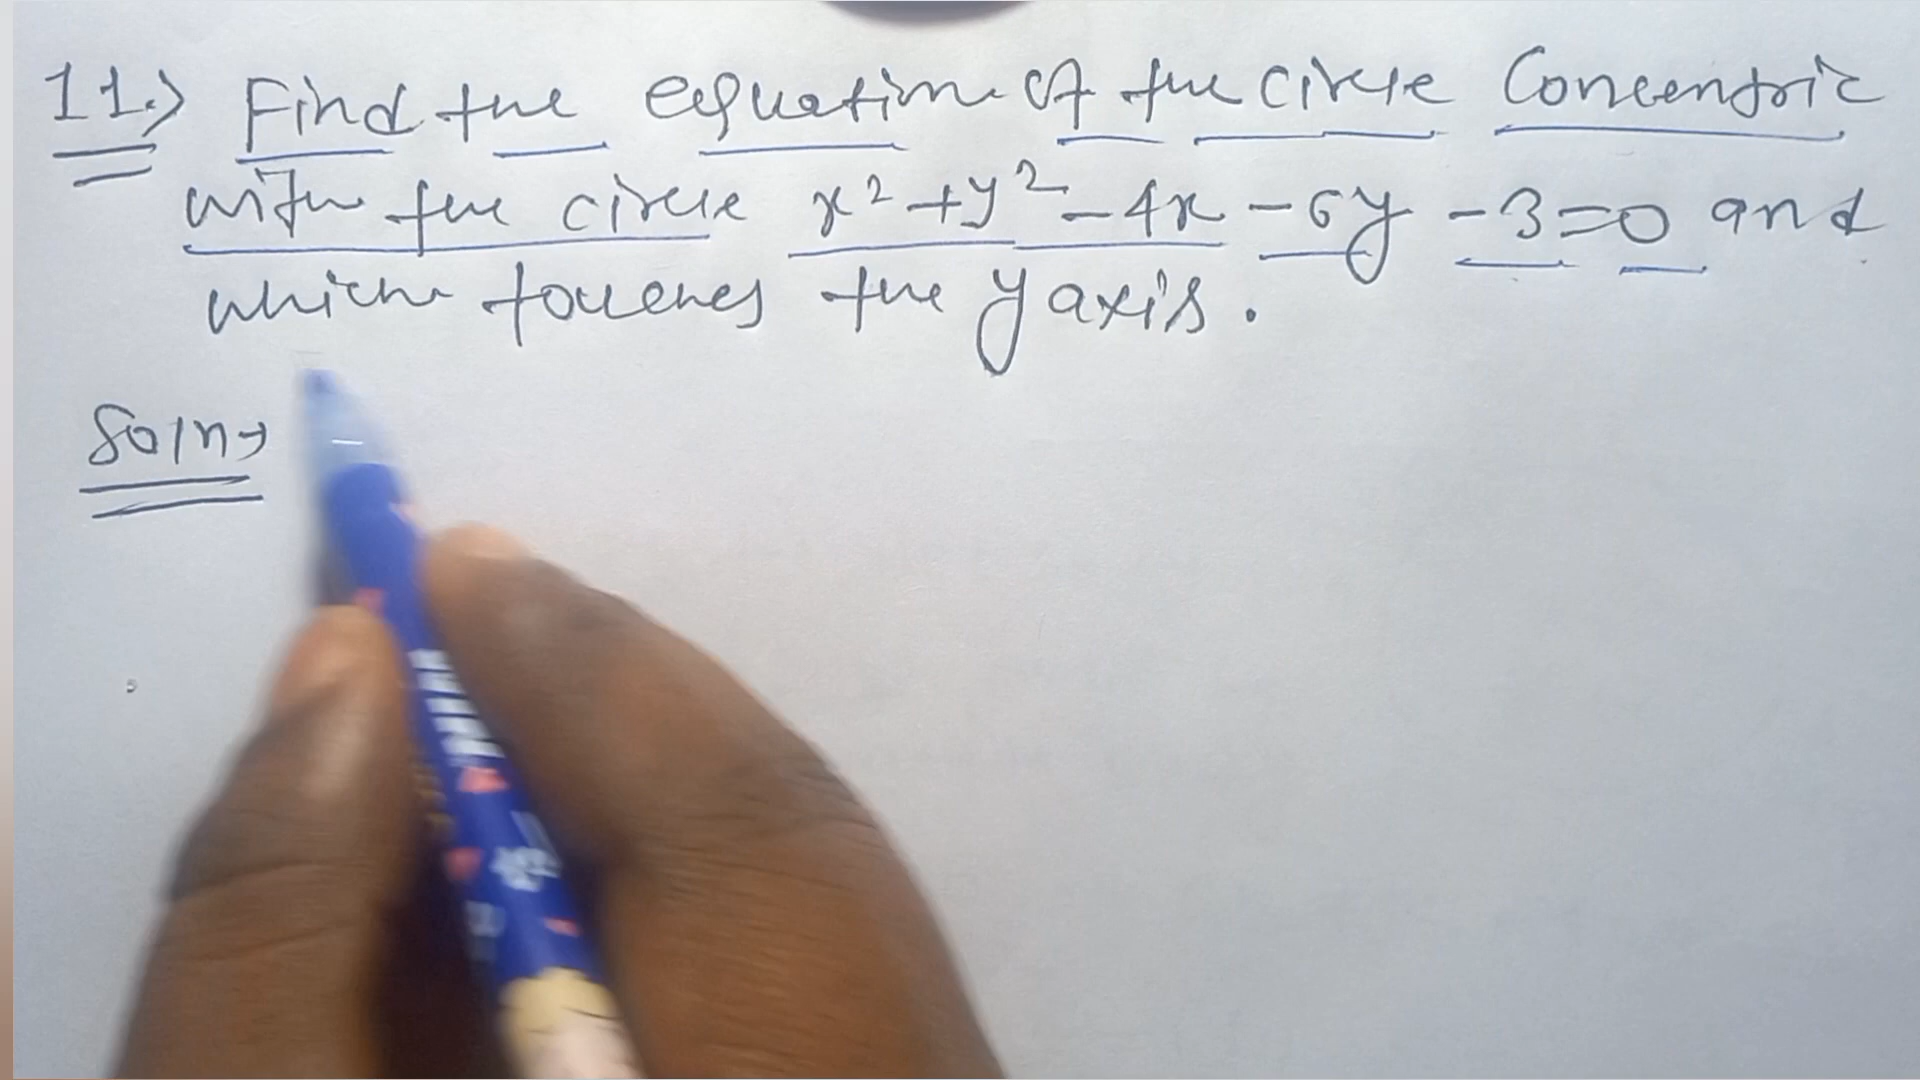 11.) Find the equation of the circle Concentric
with the circle x²+y²-4x-6y-3=0 and
which touches the y axis.
Soln→